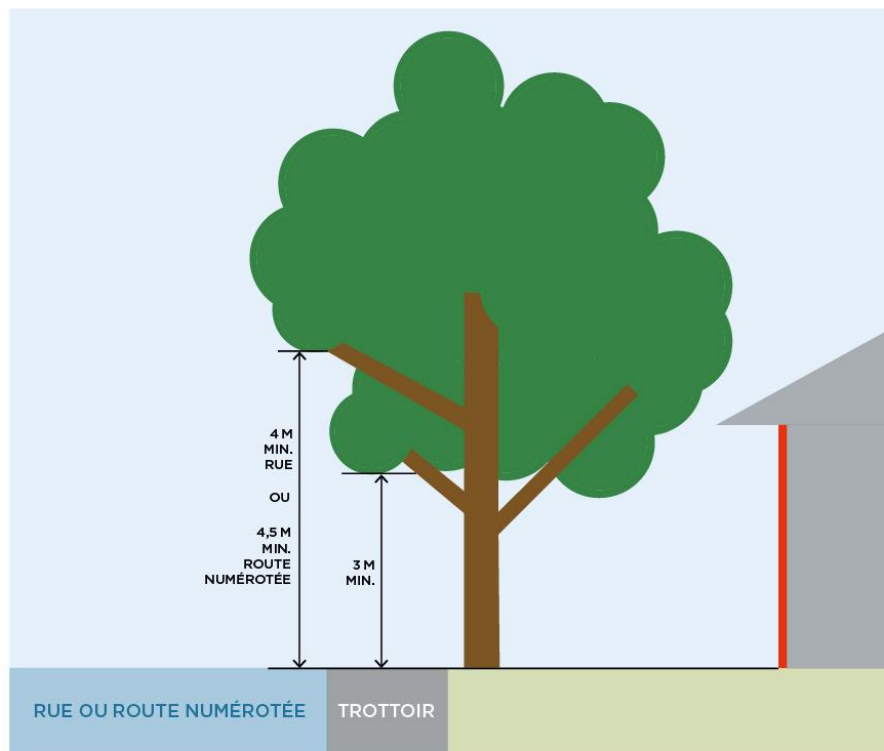 4 M
MIN.
RUE
OU
4,5 M
MIN.
ROUTE
NUMÉROTÉE
3 M
MIN.
RUE OU ROUTE NUMÉROTÉE
TROTTOIR